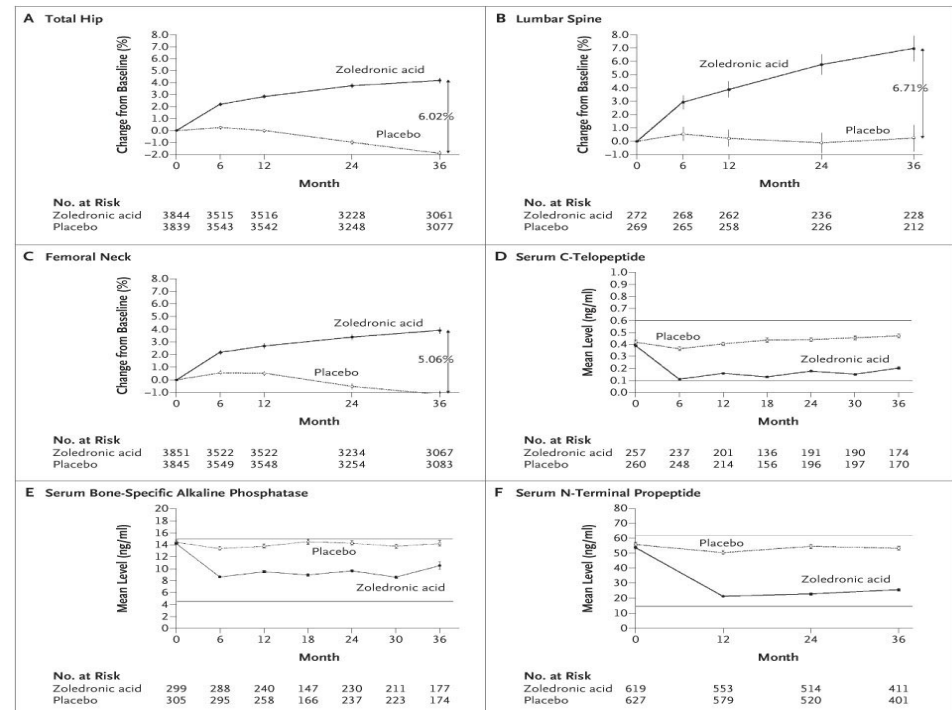 A Total Hip
Change from Baseline (%)
8.0
7.0
6.0
5.0
4.0
3.0
2.0
1.0
0.0
−1.0
−2.0
Zoledronic acid
6.02%
Placebo
0 6 12 24 36
Month
No. at Risk
Zoledronic acid 3844 3515 3516 3228 3061
Placebo 3839 3543 3542 3248 3077
B Lumbar Spine
Change from Baseline (%)
8.0
7.0
6.0
5.0
4.0
3.0
2.0
1.0
0.0
−1.0
Zoledronic acid
6.71%
Placebo
0 6 12 24 36
Month
No. at Risk
Zoledronic acid 272 268 262 236 228
Placebo 269 265 258 226 212
C Femoral Neck
Change from Baseline (%)
8.0
7.0
6.0
5.0
4.0
3.0
2.0
1.0
0.0
−1.0
Zoledronic acid
5.06%
Placebo
0 6 12 24 36
Month
No. at Risk
Zoledronic acid 3851 3522 3522 3234 3067
Placebo 3845 3549 3548 3254 3083
D Serum C-Telopeptide
Mean Level (ng/ml)
1.0
0.9
0.8
0.7
0.6
0.5
0.4
0.3
0.2
0.1
0.0
Placebo
Zoledronic acid
0 6 12 18 24 30 36
Month
No. at Risk
Zoledronic acid 257 237 201 136 191 190 174
Placebo 260 248 214 156 196 197 170
E Serum Bone-Specific Alkaline Phosphatase
Mean Level (ng/ml)
20
18
16
14
12
10
8
6
4
2
0
Placebo
Zoledronic acid
0 6 12 18 24 30 36
Month
No. at Risk
Zoledronic acid 299 288 240 147 230 211 177
Placebo 305 295 258 166 237 223 174
F Serum N-Terminal Propeptide
Mean Level (ng/ml)
80
70
60
50
40
30
20
10
0
Placebo
Zoledronic acid
0 12 24 36
Month
No. at Risk
Zoledronic acid 619 553 514 411
Placebo 627 579 520 401